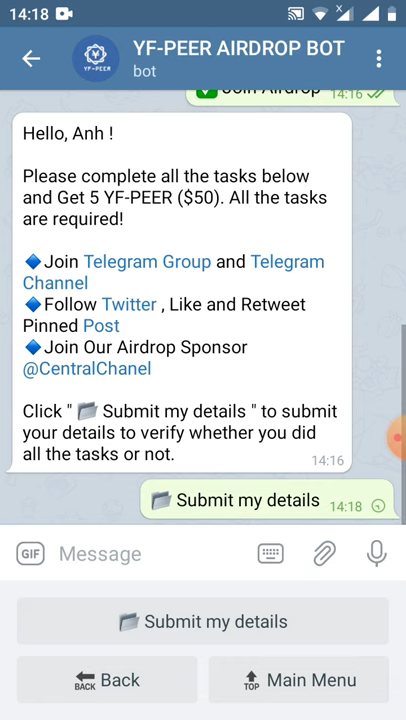 14:18
YF-PEER AIRDROP BOT
bot
YF-PEER
Join Airdrop 14:16
Hello, Anh !
Please complete all the tasks below
and Get 5 YF-PEER ($50). All the tasks
are required!
🔷Join Telegram Group and Telegram
Channel
🔷Follow Twitter , Like and Retweet
Pinned Post
🔷Join Our Airdrop Sponsor
@CentralChanel
Click " 📂 Submit my details " to submit
your details to verify whether you did
all the tasks or not.
14:16
📂 Submit my details 14:18
GIF Message
📂 Submit my details
BACK Back
TOP Main Menu